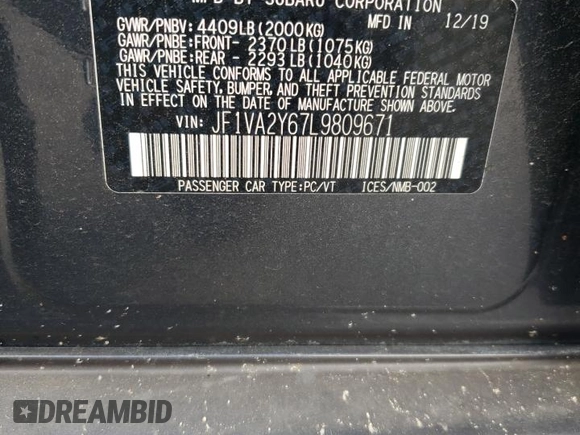 MFD BY SUBARU CORPORATION
GVWR/PNBV: 4409LB(2000KG) MFD IN 12/19
GAWR/PNBE:FRONT- 2370LB(1075KG)
GAWR/PNBE:REAR - 2293LB(1040KG)
THIS VEHICLE CONFORMS TO ALL APPLICABLE FEDERAL MOTOR
VEHICLE SAFETY, BUMPER, AND THEFT PREVENTION STANDARDS
IN EFFECT ON THE DATE OF MANUFACTURE SHOWN ABOVE.
VIN: JF1VA2Y67L9809671
PASSENGER CAR TYPE:PC/VT ICES/NMB-002
DREAMBID